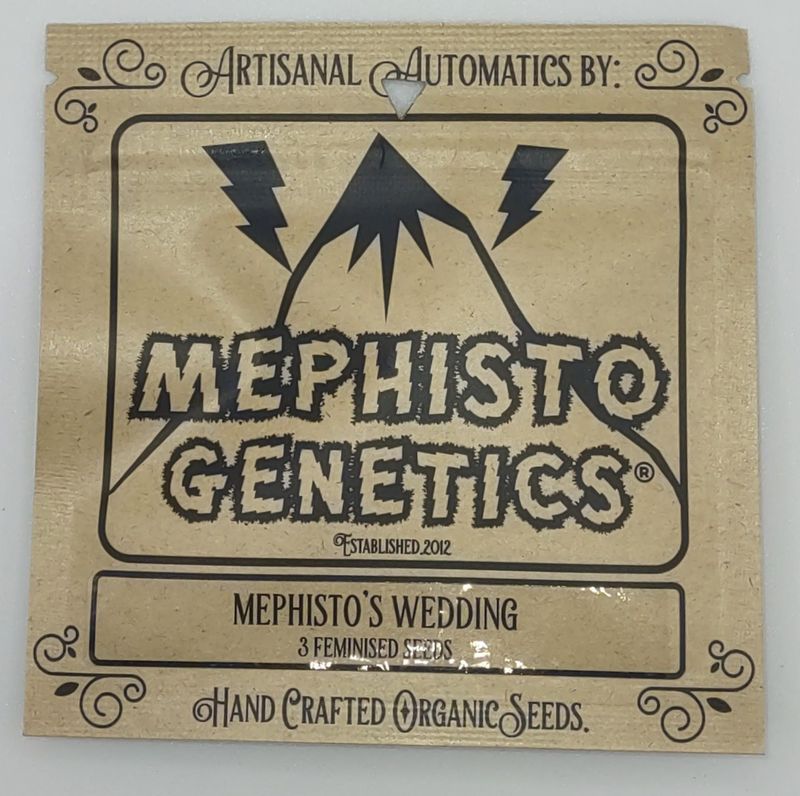 ARTISANAL AUTOMATICS BY:
MEPHISTO
GENETICS®
ESTABLISHED.2012
MEPHISTO'S WEDDING
3 FEMINISED SEEDS
HAND CRAFTED ORGANIC SEEDS.